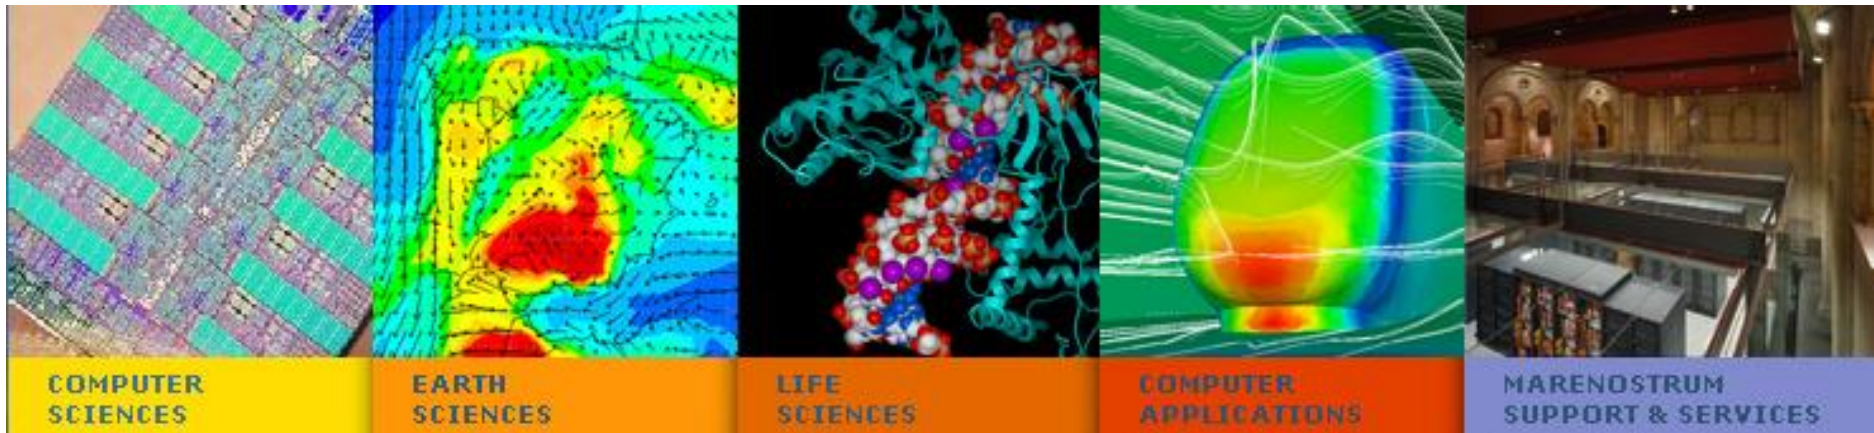 COMPUTER
SCIENCES
EARTH
SCIENCES
LIFE
SCIENCES
COMPUTER
APPLICATIONS
MARENOSTRUM
SUPPORT & SERVICES